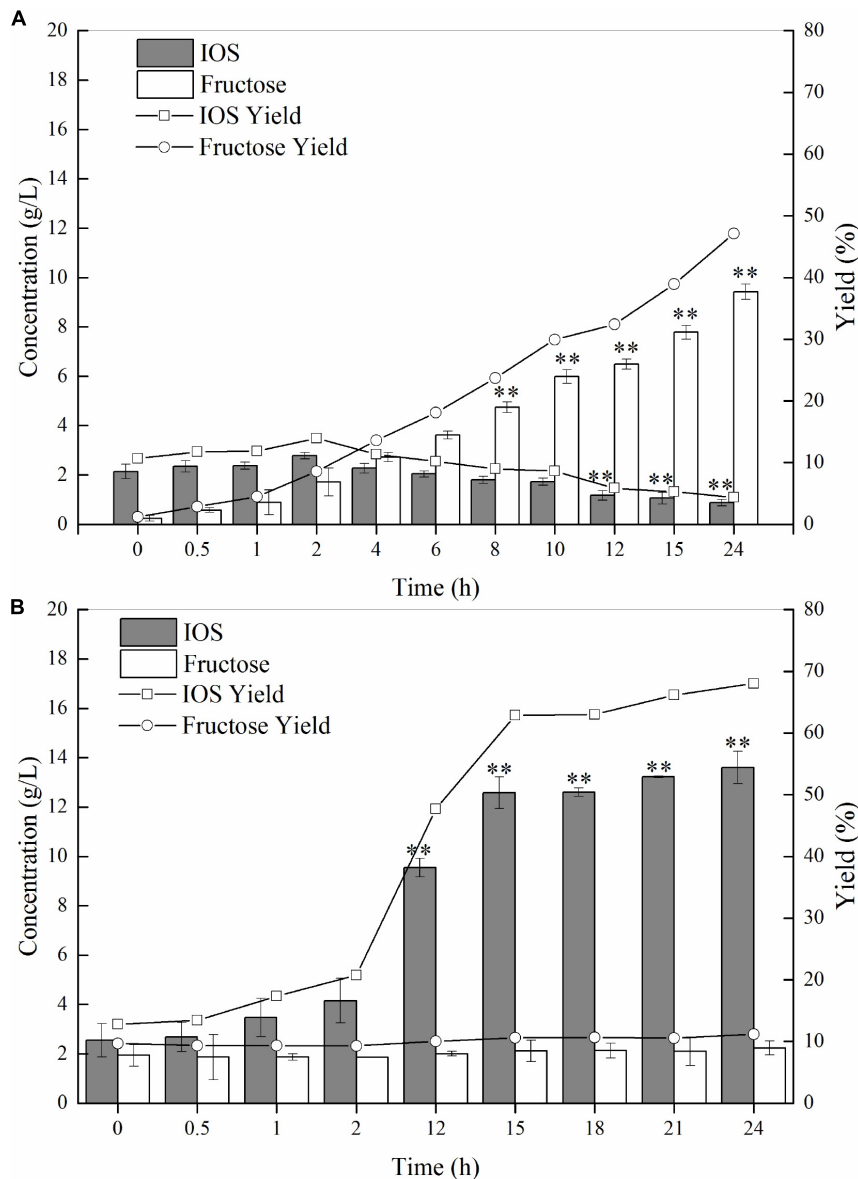 A
IOS
Fructose
IOS Yield
Fructose Yield
Concentration (g/L)
20
18
16
14
12
10
8
6
4
2
0
Yield (%)
80
70
60
50
40
30
20
10
0
** ** ** ** **
** ** **
0 0.5 1 2 4 6 8 10 12 15 24
Time (h)
B
IOS
Fructose
IOS Yield
Fructose Yield
Concentration (g/L)
20
18
16
14
12
10
8
6
4
2
0
Yield (%)
80
70
60
50
40
30
20
10
0
** ** ** ** **
0 0.5 1 2 12 15 18 21 24
Time (h)